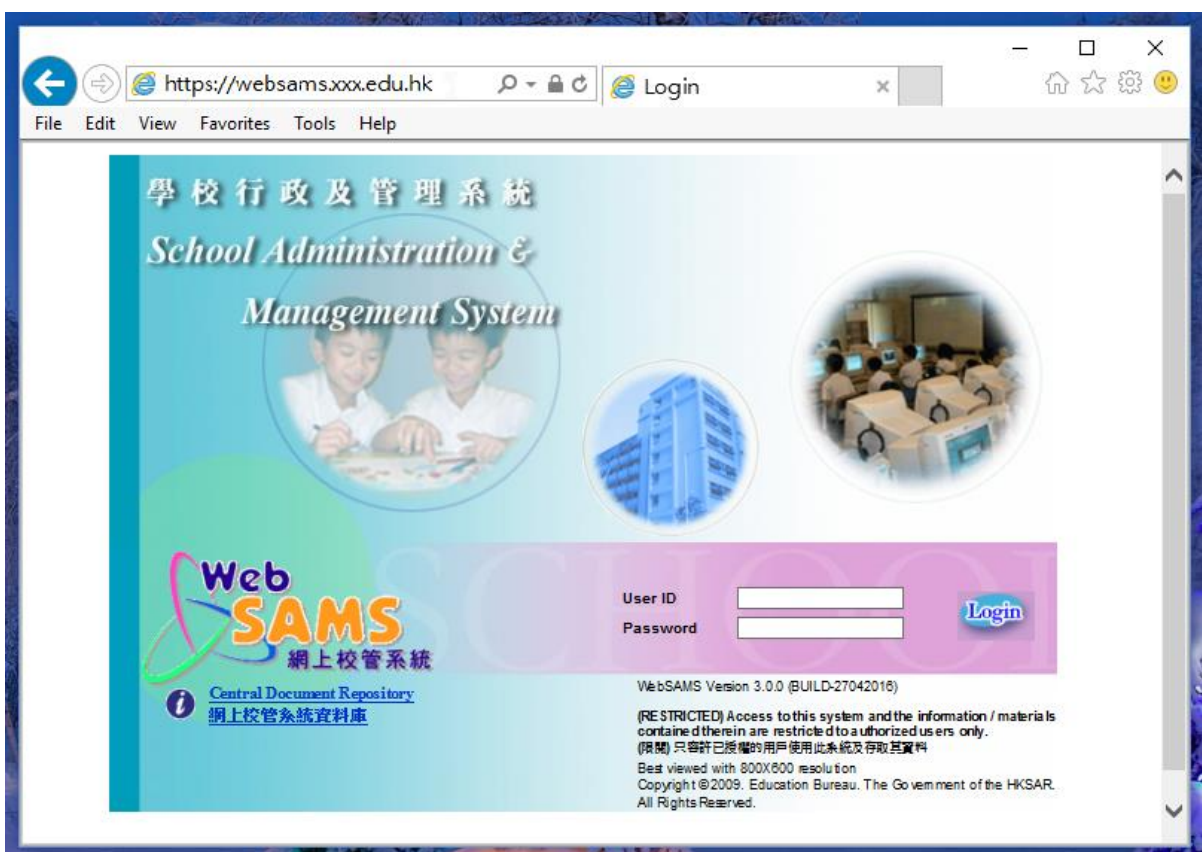 https://websams.xxx.edu.hk
Login
File Edit View Favorites Tools Help
學校行政及管理系統
School Administration &
Management System
SCHOOL
Web
SAMS
網上校管系統
User ID
Password
Login
Central Document Repository
網上校管系統資料庫
WebSAMS Version 3.0.0 (BUILD-27042016)
(RESTRICTED) Access to this system and the information / materials
contained therein are restricted to authorized users only.
(限閱) 只容許已授權的用戶使用此系統及存取其資料
Best viewed with 800X600 resolution
Copyright©2009. Education Bureau. The Government of the HKSAR.
All Rights Reserved.